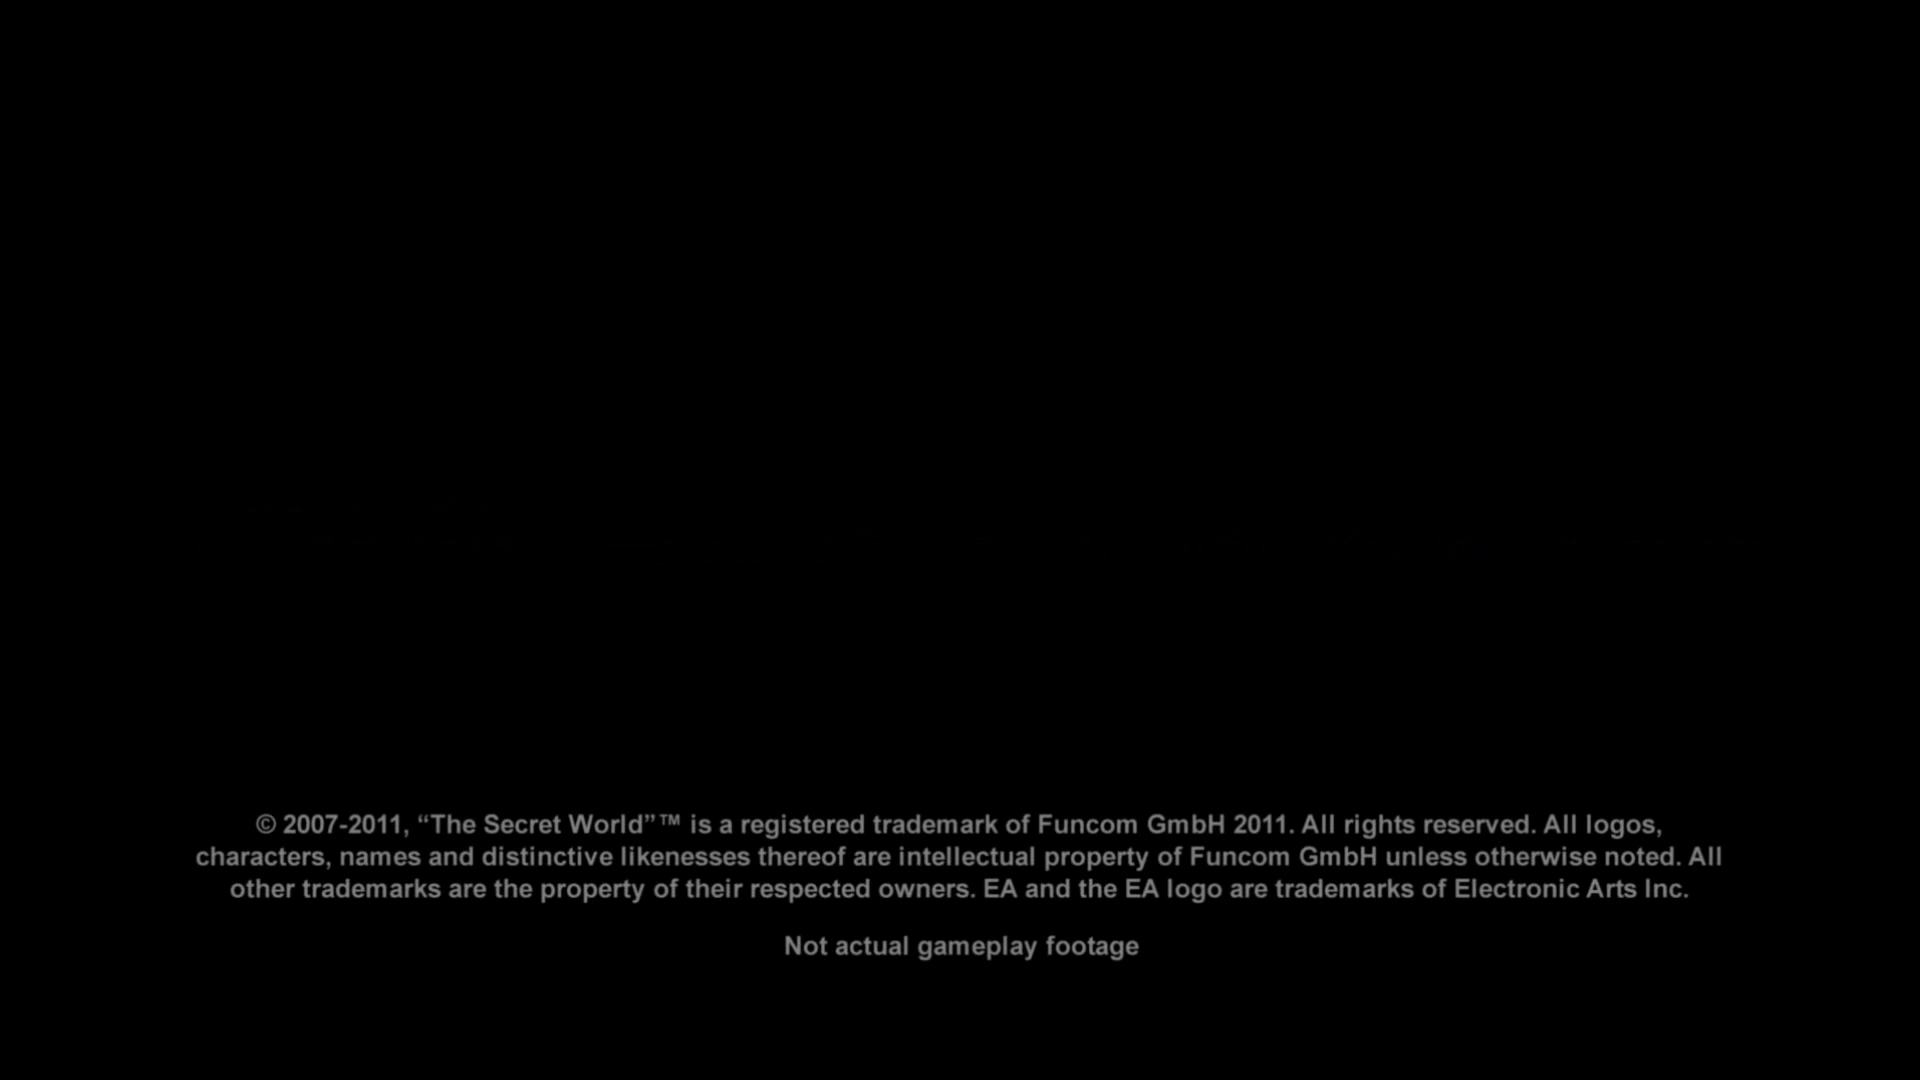 © 2007-2011, “The Secret World”™ is a registered trademark of Funcom GmbH 2011. All rights reserved. All logos,
characters, names and distinctive likenesses thereof are intellectual property of Funcom GmbH unless otherwise noted. All
other trademarks are the property of their respected owners. EA and the EA logo are trademarks of Electronic Arts Inc.
Not actual gameplay footage